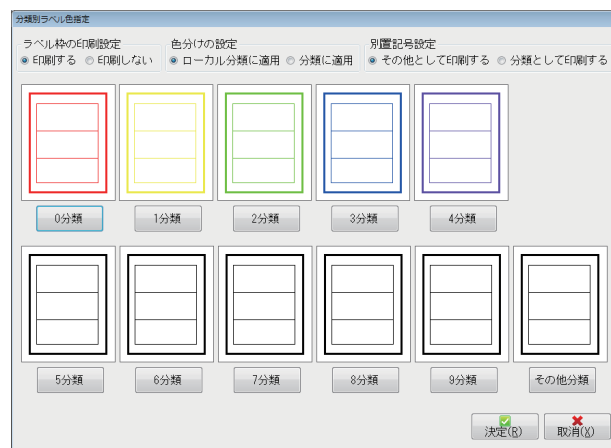 分類別ラベル色指定
ラベル枠の印刷設定 色分けの設定 別置記号設定
印刷する 印刷しない ローカル分類に適用 分類に適用 その他として印刷する 分類として印刷する
0分類 1分類 2分類 3分類 4分類
5分類 6分類 7分類 8分類 9分類 その他分類
決定(R) 取消(X)